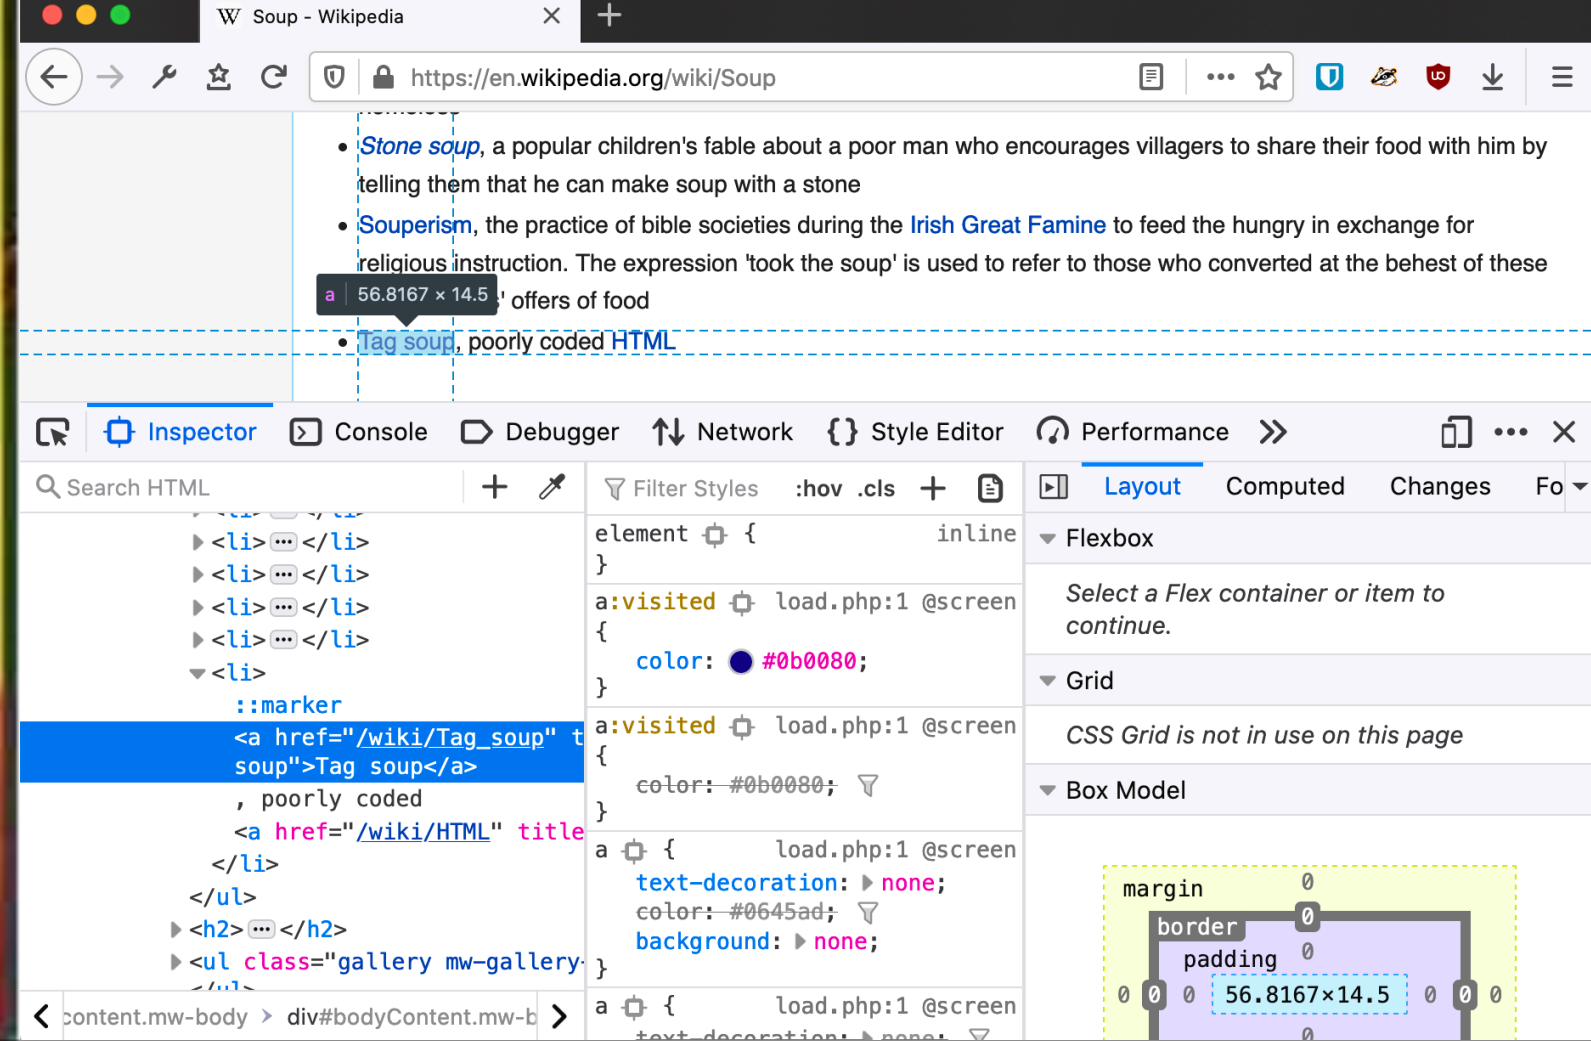 Soup - Wikipedia
https://en.wikipedia.org/wiki/Soup
homeless
Stone soup, a popular children's fable about a poor man who encourages villagers to share their food with him by
telling them that he can make soup with a stone
Souperism, the practice of bible societies during the Irish Great Famine to feed the hungry in exchange for
religious instruction. The expression 'took the soup' is used to refer to those who converted at the behest of these
a 56.8167 × 14.5 s' offers of food
Tag soup, poorly coded HTML
Inspector Console Debugger Network Style Editor Performance
Search HTML
<li> ••• </li>
<li> ••• </li>
<li> ••• </li>
<li> ••• </li>
<li> ••• </li>
<li>
::marker
<a href="/wiki/Tag_soup" t
soup">Tag soup</a>
, poorly coded
<a href="/wiki/HTML" title
</li>
</ul>
<h2> ••• </h2>
<ul class="gallery mw-gallery-
</ul>
content.mw-body > div#bodyContent.mw-b
Filter Styles :hov .cls
element { inline
}
a:visited load.php:1 @screen
{
color: #0b0080;
}
a:visited load.php:1 @screen
{
color: #0b0080;
}
a { load.php:1 @screen
text-decoration: none;
color: #0645ad;
background: none;
}
a { load.php:1 @screen
text-decoration: none;
Layout Computed Changes Fo
Flexbox
Select a Flex container or item to
continue.
Grid
CSS Grid is not in use on this page
Box Model
margin 0
border 0
padding 0
0 0 0 56.8167×14.5 0 0 0
0